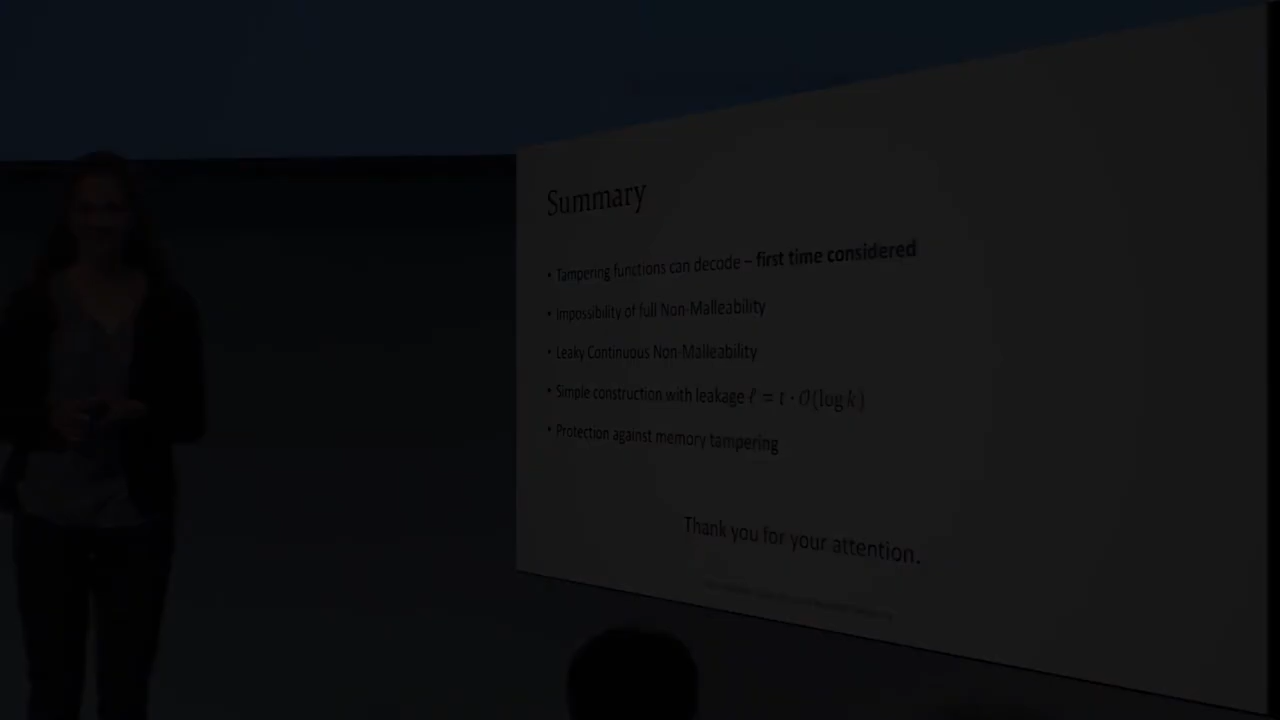 Summary
• Tampering functions can decode – first time considered
• Impossibility of full Non-Malleability
• Leaky Continuous Non-Malleability
• Simple construction with leakage ℓ = t · O(log k)
• Protection against memory tampering
Thank you for your attention.